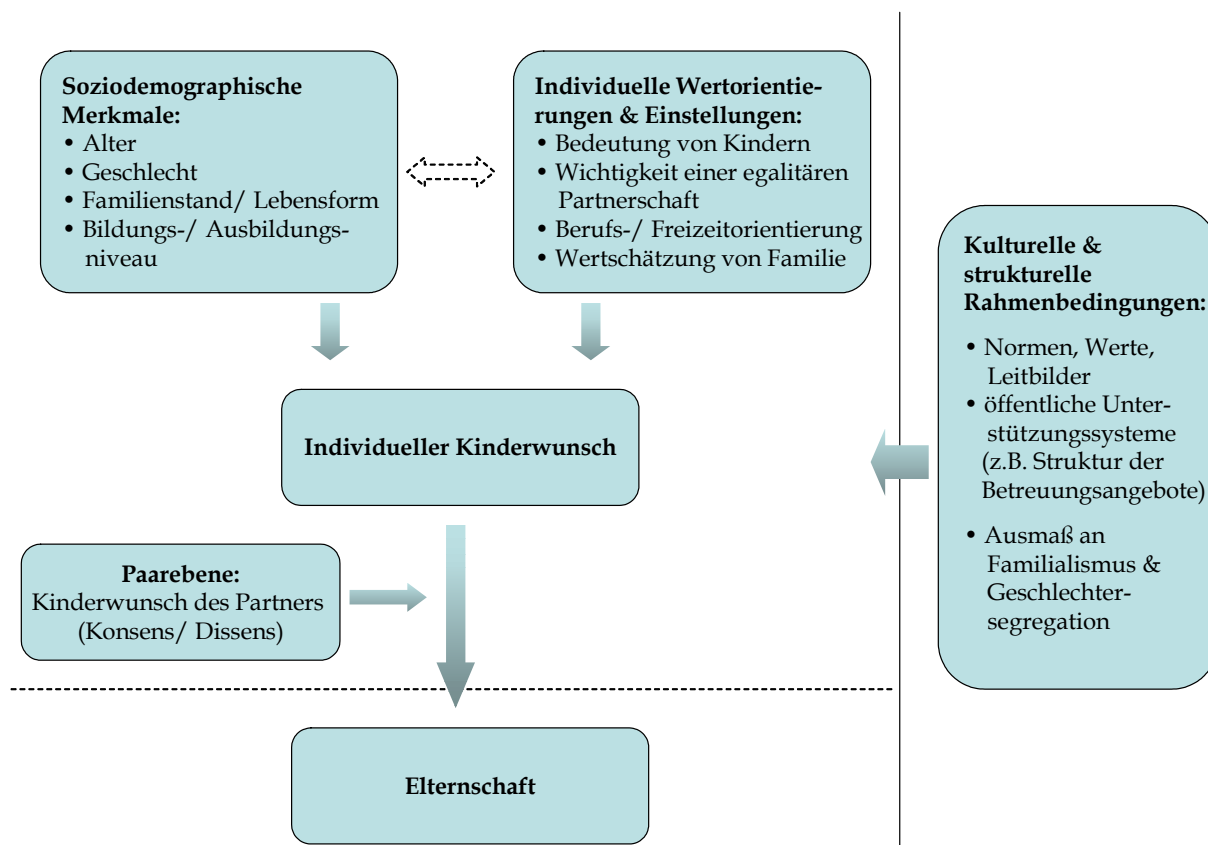 Soziodemographische
Merkmale:
• Alter
• Geschlecht
• Familienstand/ Lebensform
• Bildungs-/ Ausbildungs-
niveau
Individuelle Wertorientie-
rungen & Einstellungen:
• Bedeutung von Kindern
• Wichtigkeit einer egalitären
Partnerschaft
• Berufs-/ Freizeitorientierung
• Wertschätzung von Familie
Kulturelle &
strukturelle
Rahmenbedingungen:
• Normen, Werte,
Leitbilder
• öffentliche Unter-
stützungssysteme
(z.B. Struktur der
Betreuungsangebote)
• Ausmaß an
Familialismus &
Geschlechter-
segregation
Individueller Kinderwunsch
Paarebene:
Kinderwunsch des Partners
(Konsens/ Dissens)
Elternschaft